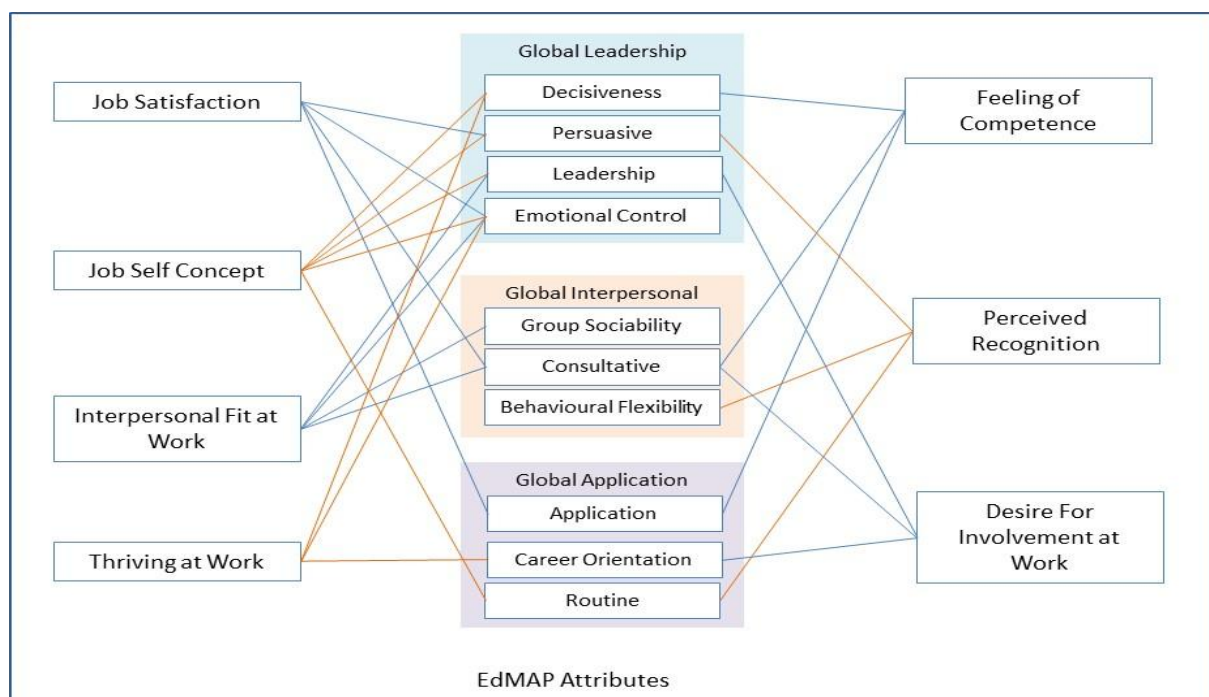 Global Leadership
Job Satisfaction
Decisiveness
Persuasive
Leadership
Emotional Control
Feeling of
Competence
Job Self Concept
Global Interpersonal
Group Sociability
Consultative
Behavioural Flexibility
Perceived
Recognition
Interpersonal Fit at
Work
Global Application
Application
Career Orientation
Routine
Desire For
Involvement at
Work
Thriving at Work
EdMAP Attributes